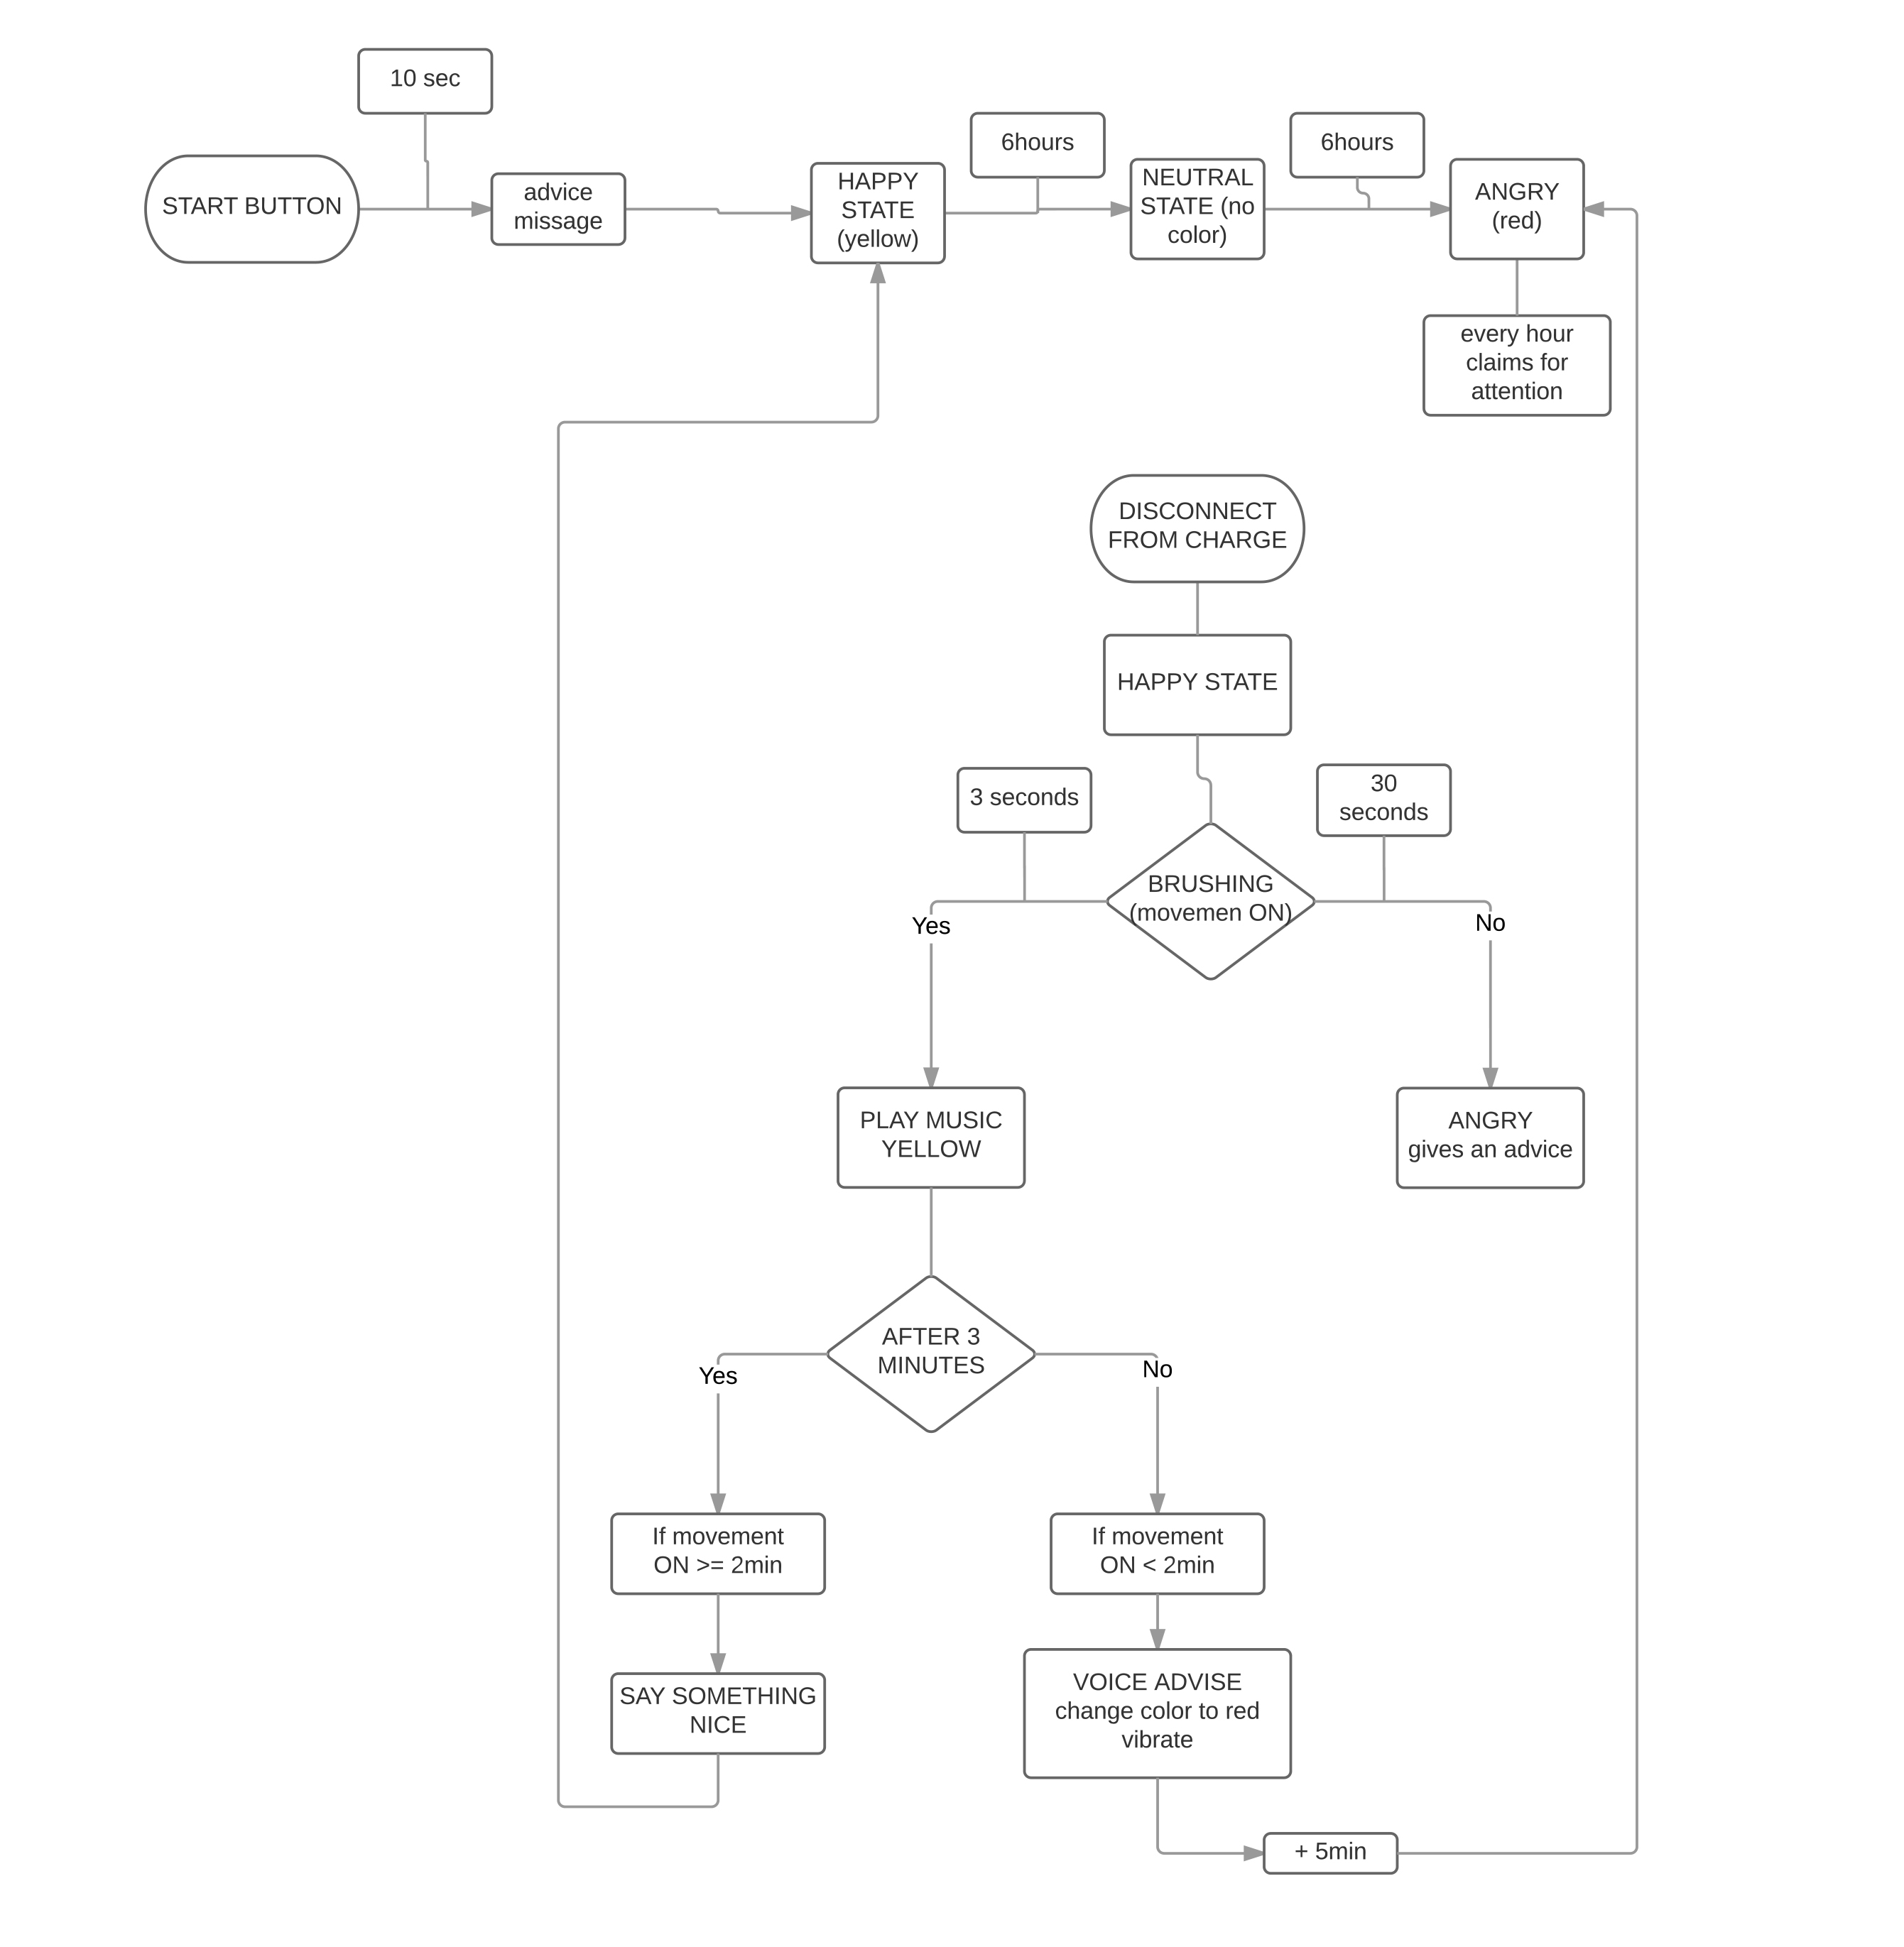 10 sec
6hours
6hours
START BUTTON
advice
missage
HAPPY
STATE
(yellow)
NEUTRAL
STATE (no
color)
ANGRY
(red)
every hour
claims for
attention
DISCONNECT
FROM CHARGE
HAPPY STATE
3 seconds
30
seconds
BRUSHING
(movemen ON)
Yes
No
PLAY MUSIC
YELLOW
ANGRY
gives an advice
AFTER 3
MINUTES
Yes
No
If movement
ON >= 2min
If movement
ON < 2min
SAY SOMETHING
NICE
VOICE ADVISE
change color to red
vibrate
+ 5min